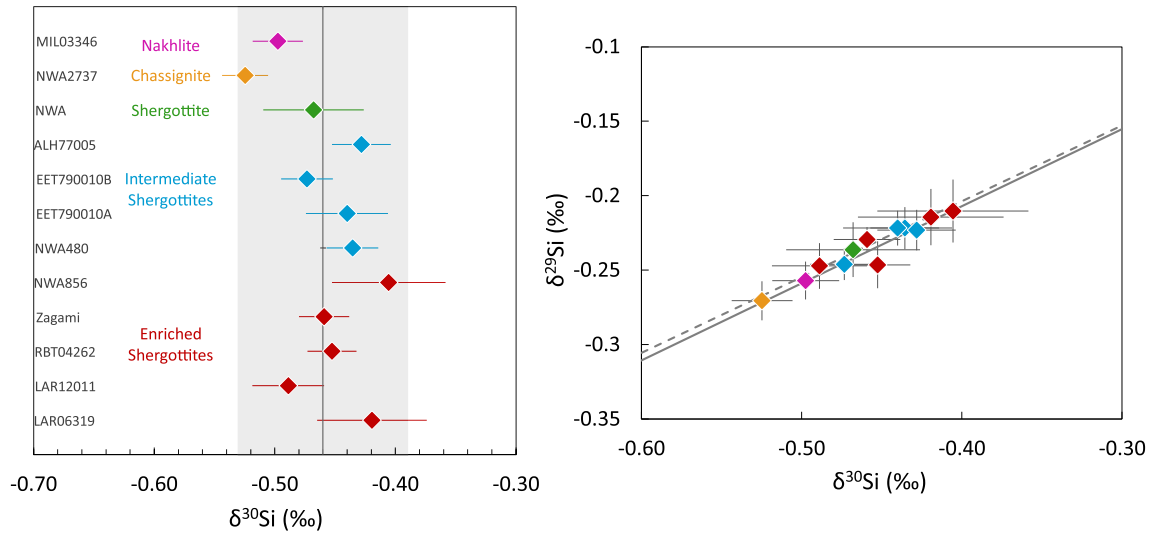 MIL03346 Nakhlite
NWA2737 Chassignite
NWA Shergottite
ALH77005
EET790010B Intermediate
Shergottites
EET790010A
NWA480
NWA856
Zagami
Enriched
RBT04262 Shergottites
LAR12011
LAR06319
-0.70 -0.60 -0.50 -0.40 -0.30
δ³⁰Si (‰)
-0.1
-0.15
-0.2
-0.25
-0.3
-0.35
δ²⁹Si (‰)
-0.60 -0.50 -0.40 -0.30
δ³⁰Si (‰)